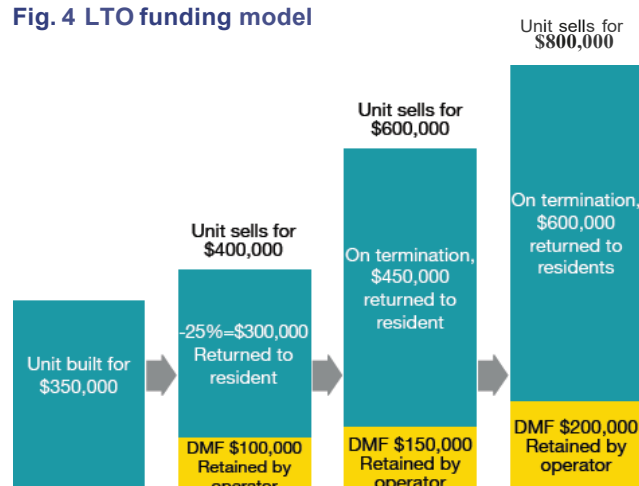 Fig. 4 LTO funding model
Unit built for
$350,000
Unit sells for
$400,000
-25%=$300,000
Returned to
resident
DMF $100,000
Retained by
operator
Unit sells for
$600,000
On termination,
$450,000
returned to
resident
DMF $150,000
Retained by
operator
Unit sells for
$800,000
On termination,
$600,000
returned to
residents
DMF $200,000
Retained by
operator